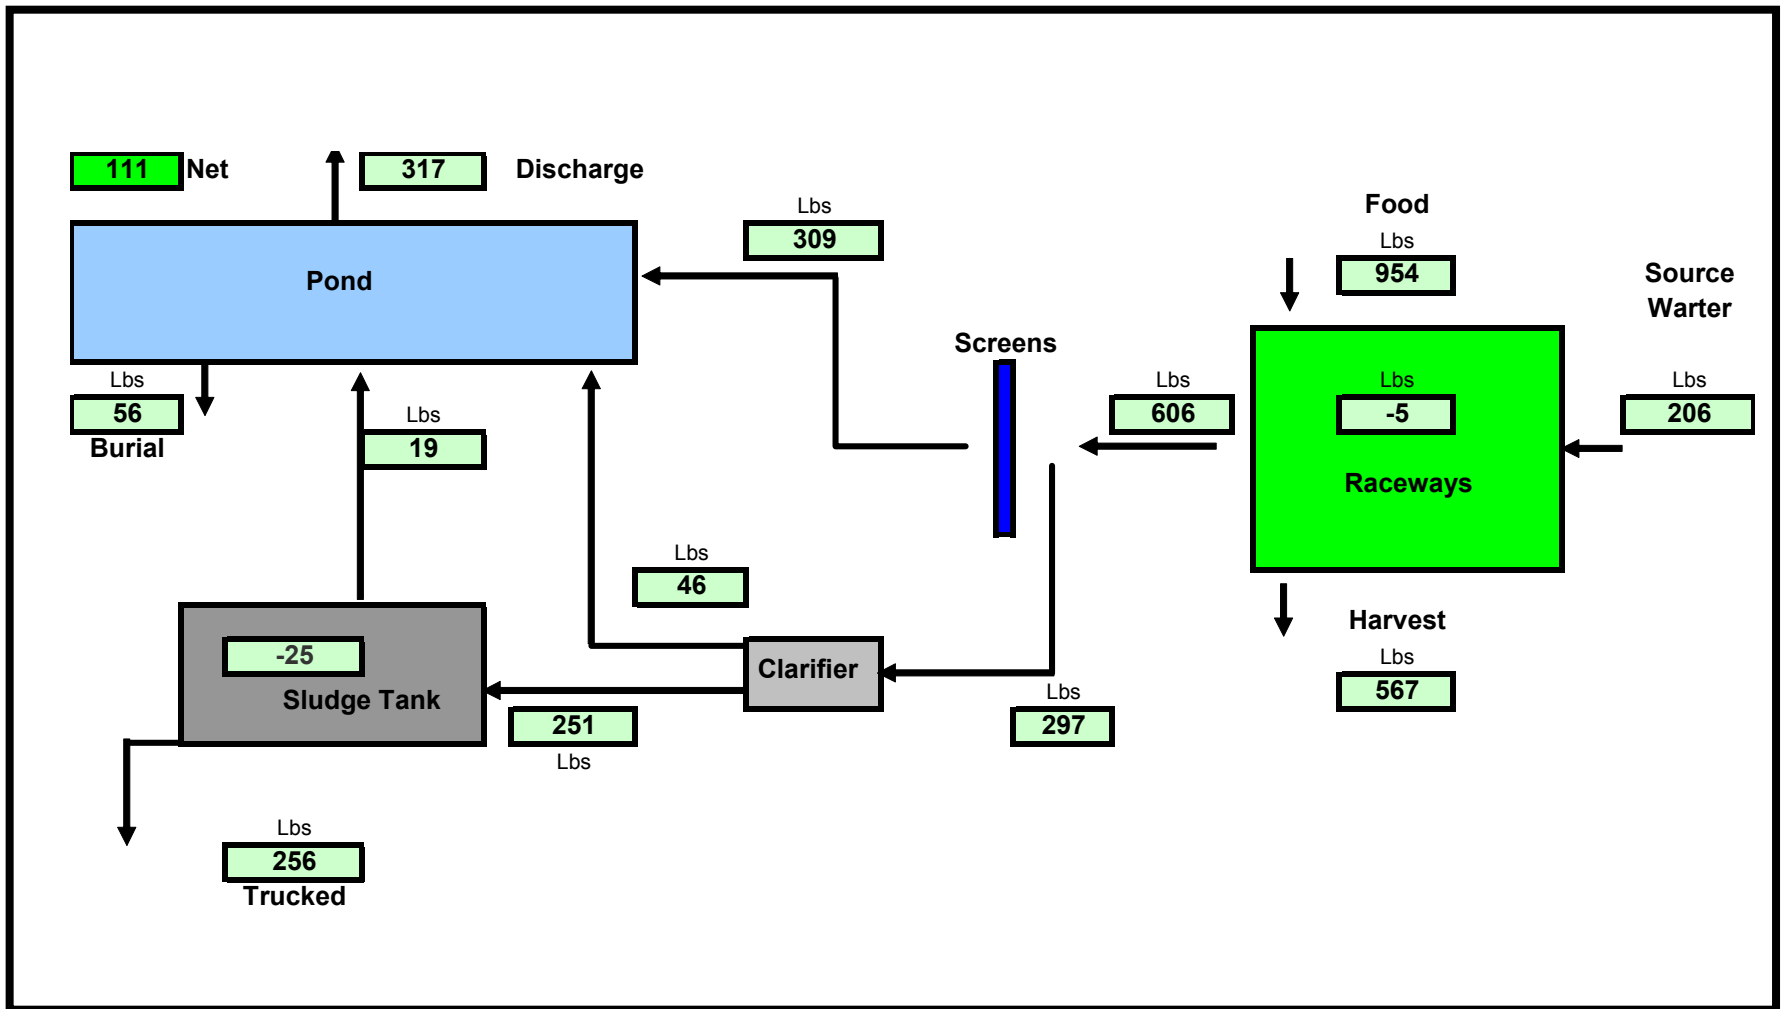 111 Net
317
Discharge
Lbs
309
Food
Lbs
954
Source
Warter
Pond
Screens
Lbs
56
Burial
Lbs
19
Lbs
606
Lbs
-5
Raceways
Lbs
206
Lbs
46
Harvest
Lbs
567
-25
Sludge Tank
Clarifier
251
Lbs
Lbs
297
Lbs
256
Trucked